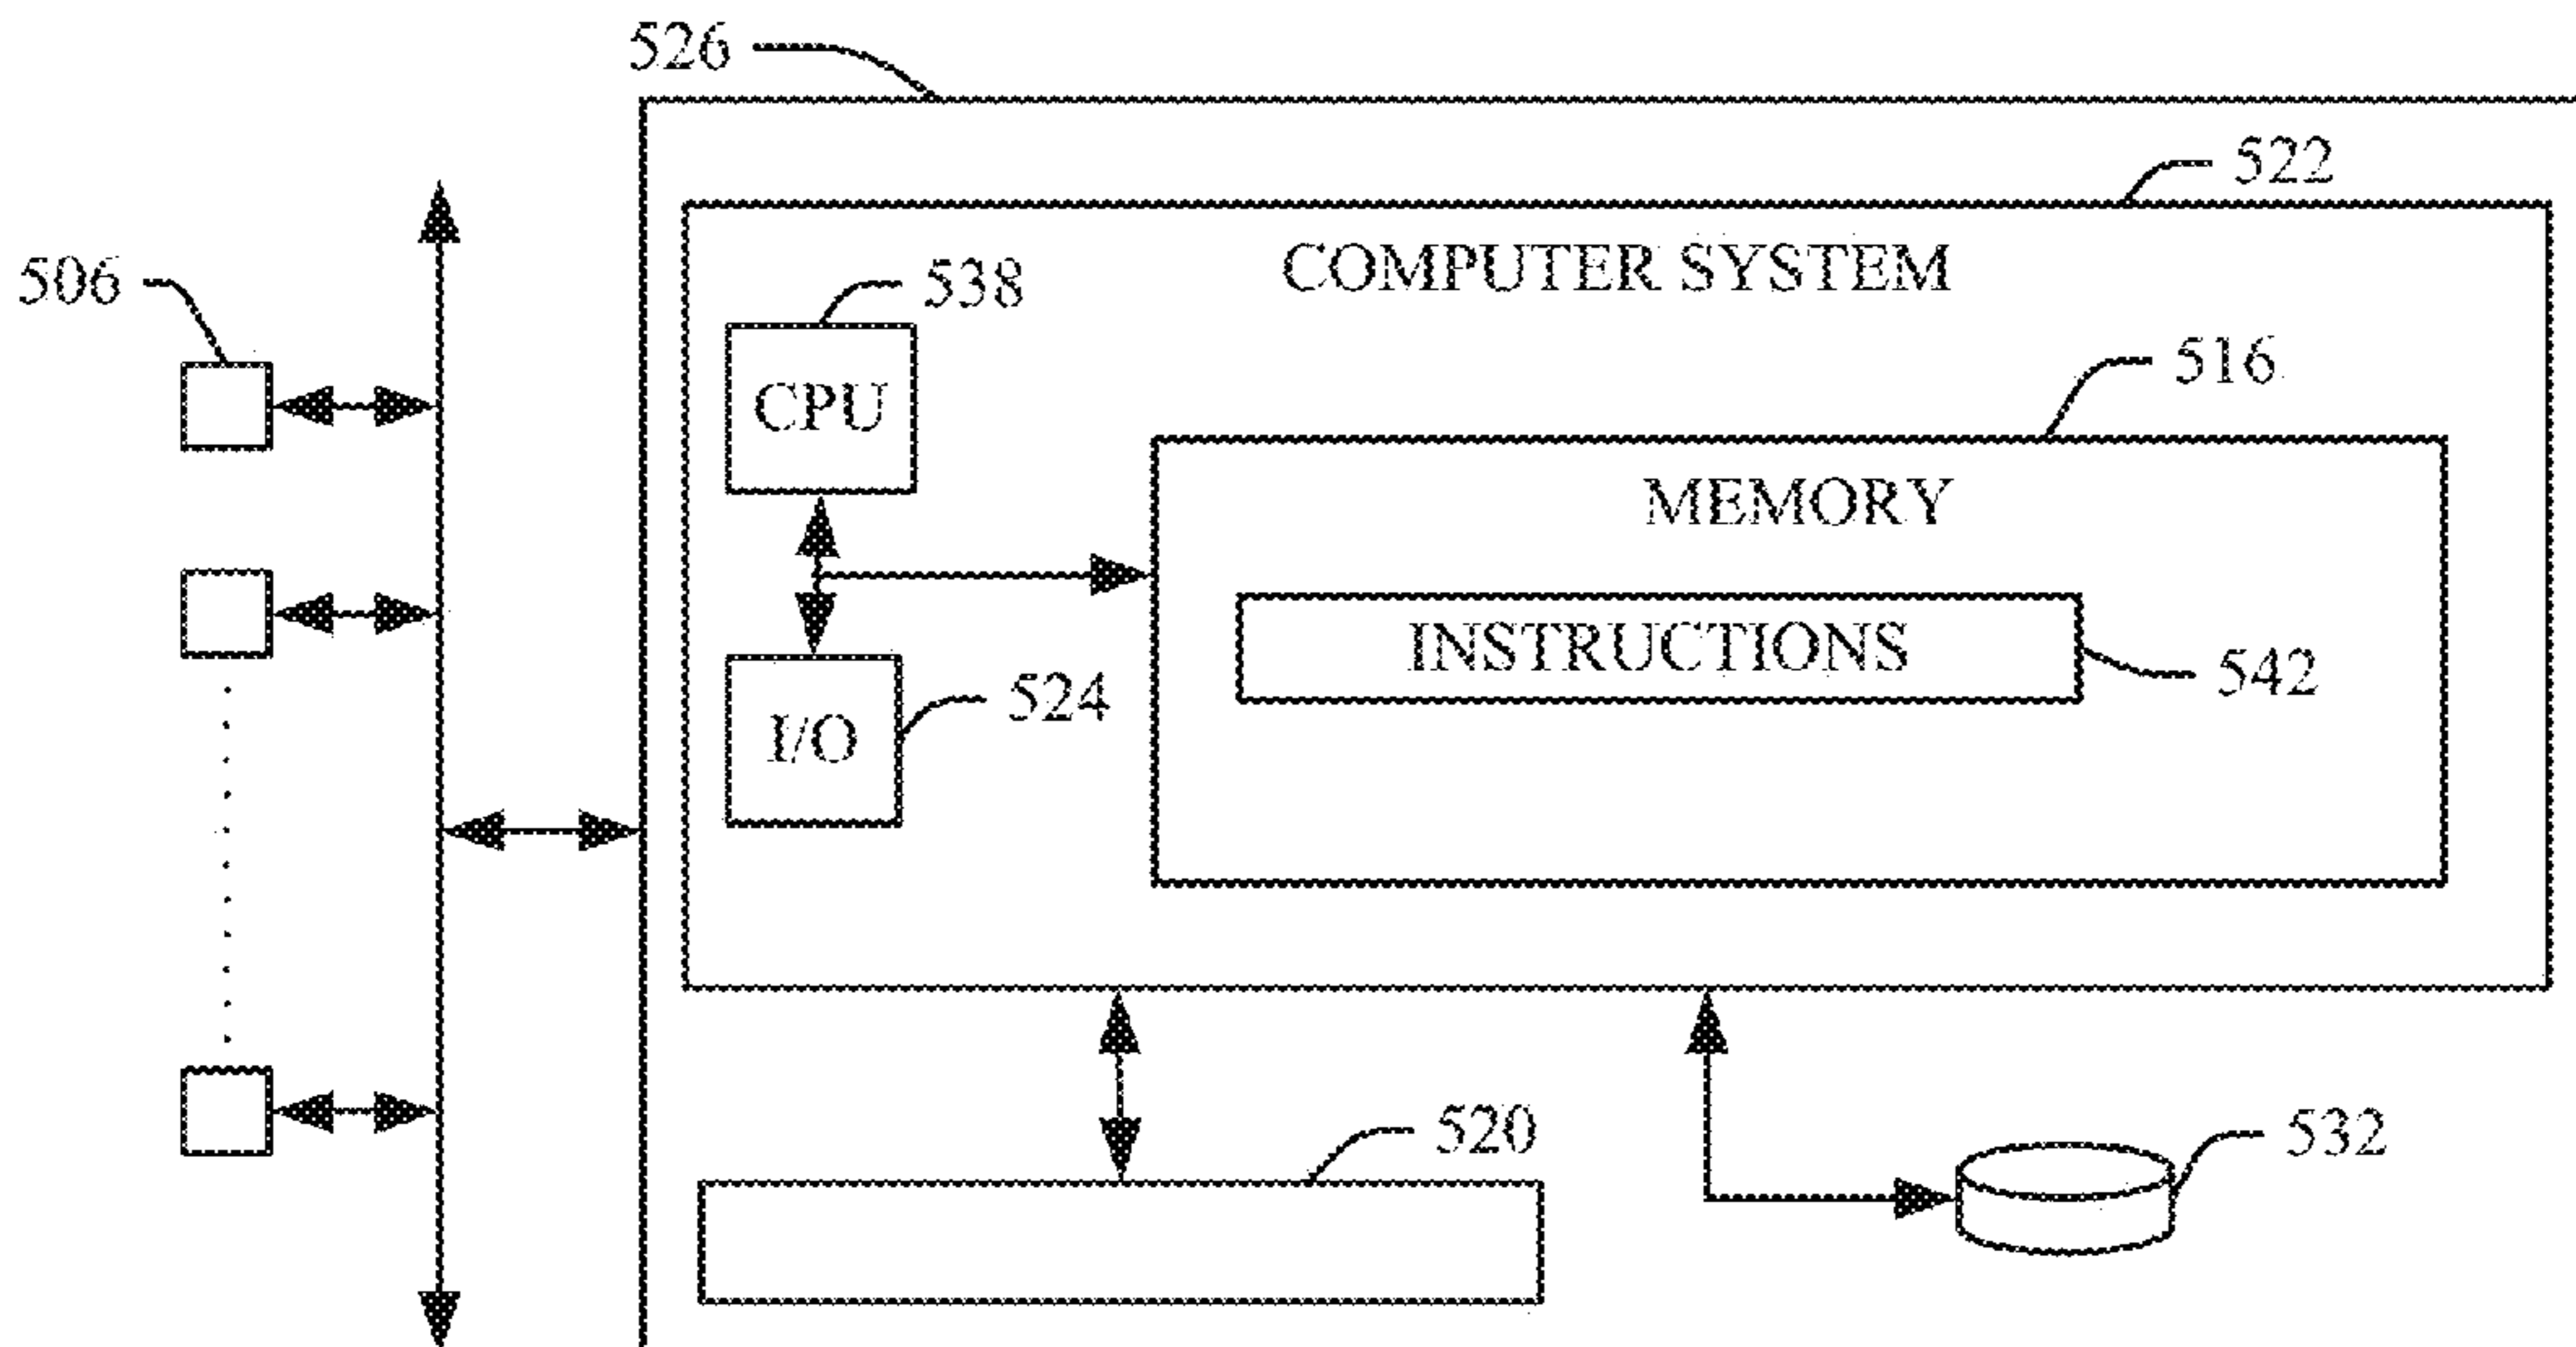 526
522
COMPUTER SYSTEM
506
538
516
CPU
MEMORY
INSTRUCTIONS
542
524
I/O
520
532